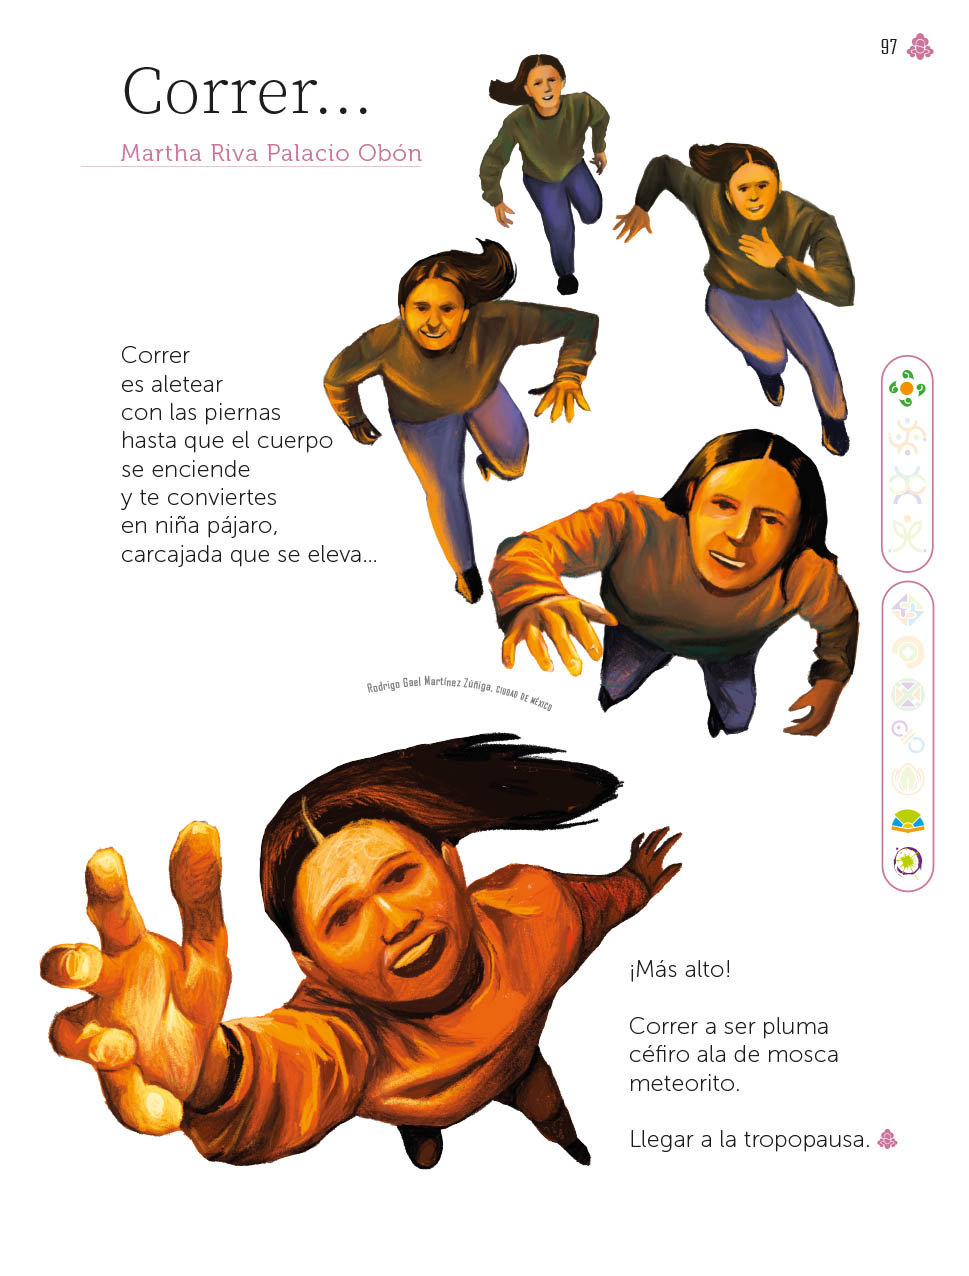 97
Correr...
Martha Riva Palacio Obón
Correr
es aletear
con las piernas
hasta que el cuerpo
se enciende
y te conviertes
en niña pájaro,
carcajada que se eleva...
Rodrigo Gael Martínez Zúñiga, CIUDAD DE MÉXICO
¡Más alto!
Correr a ser pluma
céfiro ala de mosca
meteorito.
Llegar a la tropopausa.